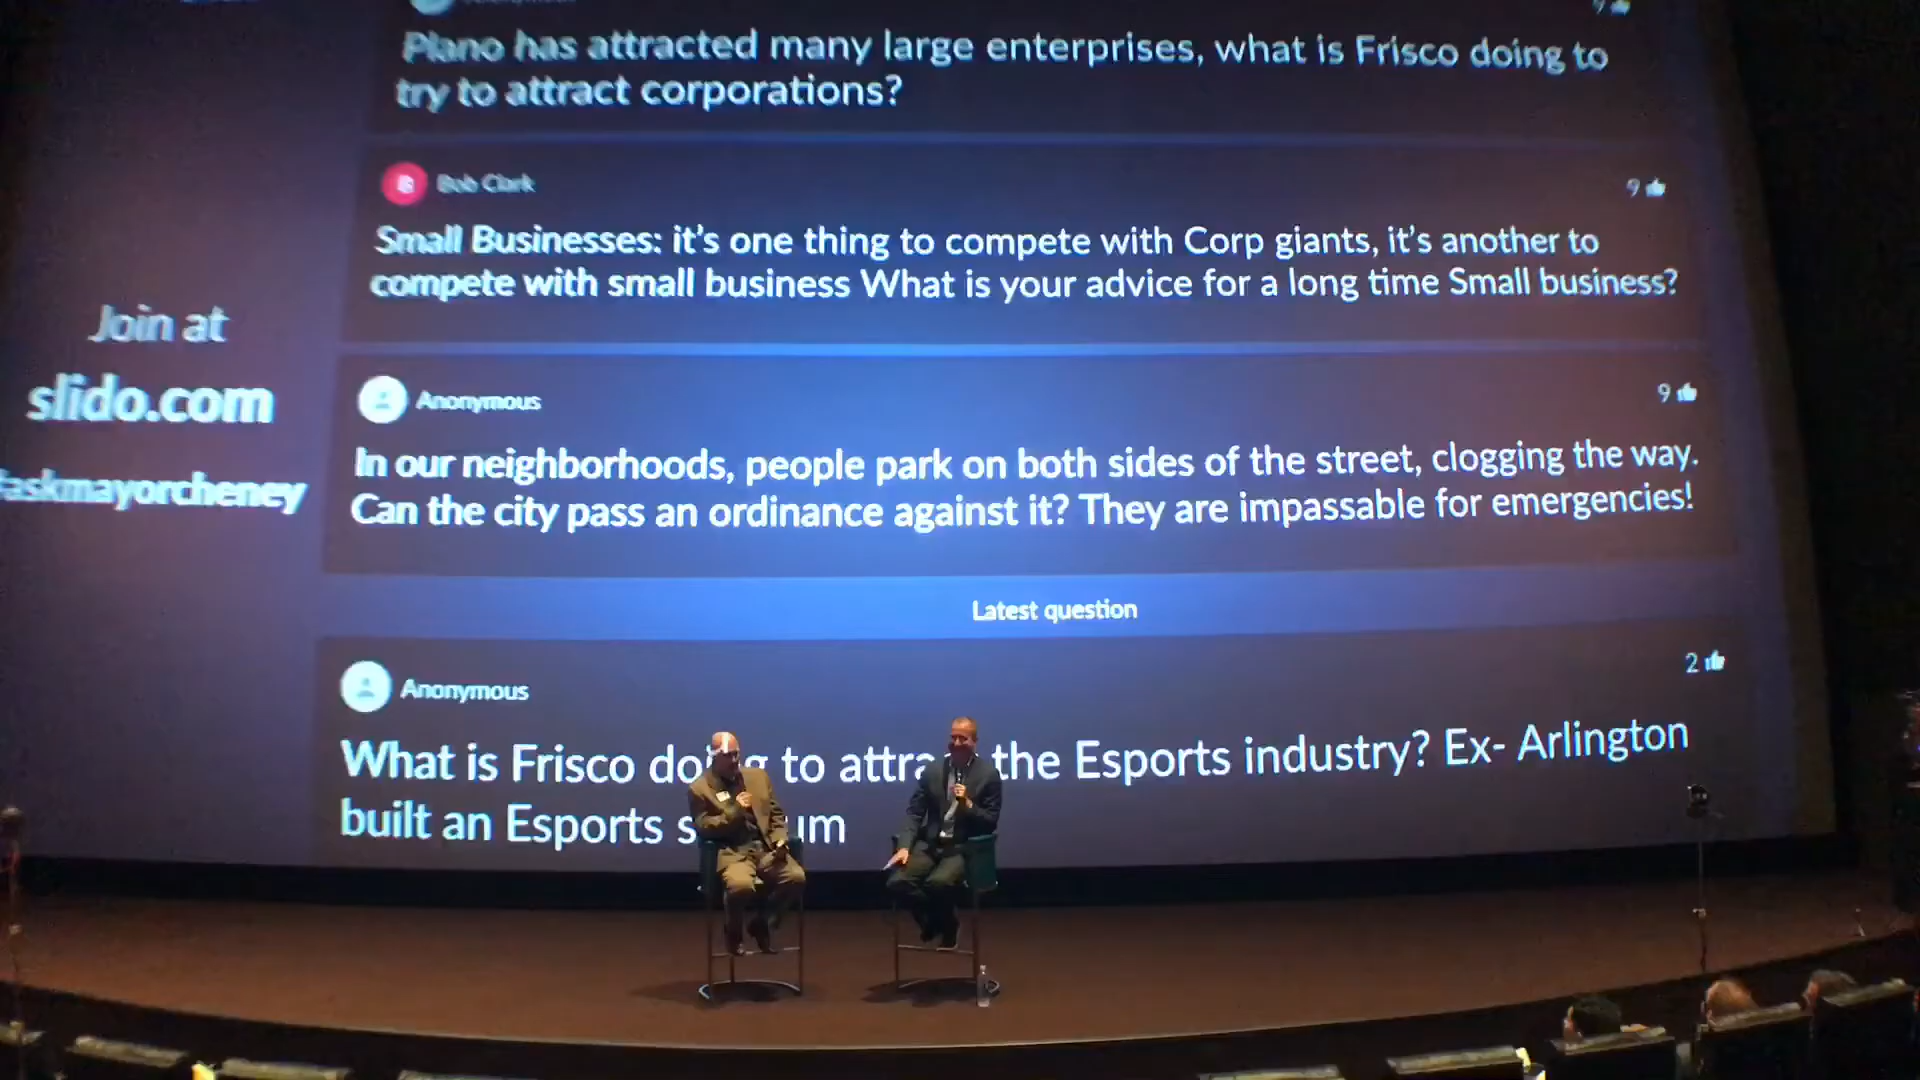 Plano has attracted many large enterprises, what is Frisco doing to
try to attract corporations?
Bob Clark
9
Small Businesses: it's one thing to compete with Corp giants, it's another to
compete with small business What is your advice for a long time Small business?
Join at
slido.com
askmayorcheney
Anonymous
9
In our neighborhoods, people park on both sides of the street, clogging the way.
Can the city pass an ordinance against it? They are impassable for emergencies!
Latest question
Anonymous
2
What is Frisco to the Esports industry? Ex- Arlington
built an Esports